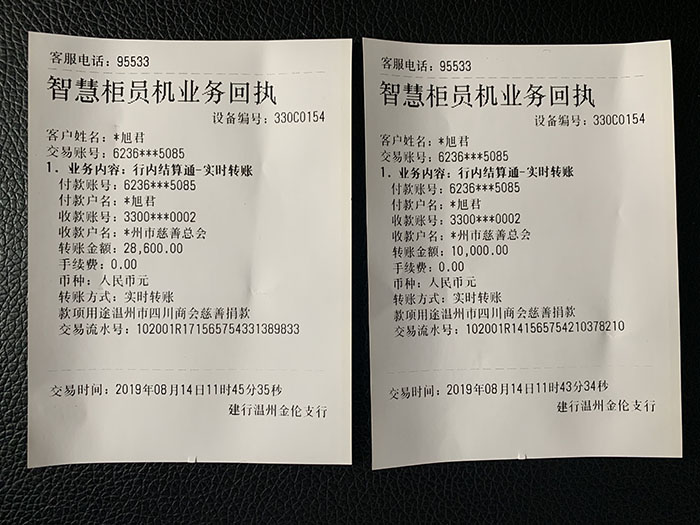 客服电话：95533
智慧柜员机业务回执
设备编号：330C0154
客户姓名：*旭君
交易账号：6236***5085
1．业务内容：行内结算通-实时转账
付款账号：6236***5085
付款户名：*旭君
收款账号：3300***0002
收款户名：*州市慈善总会
转账金额：28,600.00
手续费：0.00
币种：人民币元
转账方式：实时转账
款项用途温州市四川商会慈善捐款
交易流水号：102001R171565754331389833
交易时间：2019年08月14日11时45分35秒
建行温州金伦支行
客服电话：95533
智慧柜员机业务回执
设备编号：330C0154
客户姓名：*旭君
交易账号：6236***5085
1．业务内容：行内结算通-实时转账
付款账号：6236***5085
付款户名：*旭君
收款账号：3300***0002
收款户名：*州市慈善总会
转账金额：10,000.00
手续费：0.00
币种：人民币元
转账方式：实时转账
款项用途温州市四川商会慈善捐款
交易流水号：102001R141565754210378210
交易时间：2019年08月14日11时43分34秒
建行温州金伦支行